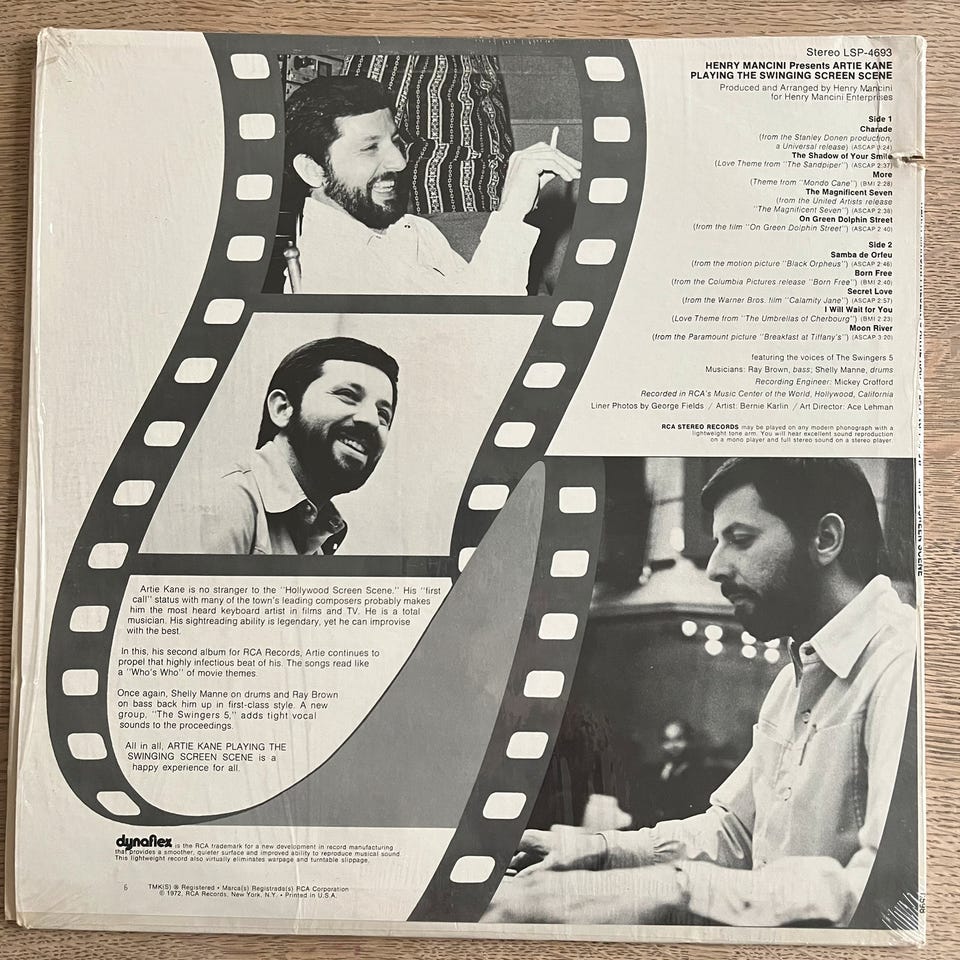 Stereo LSP-4693
HENRY MANCINI Presents ARTIE KANE
PLAYING THE SWINGING SCREEN SCENE
Produced and Arranged by Henry Mancini
for Henry Mancini Enterprises
Side 1
Charade
(from the Stanley Donen production,
a Universal release) (ASCAP 3:24)
The Shadow of Your Smile
(Love Theme from "The Sandpiper") (ASCAP 2:37)
More
(Theme from "Mondo Cane") (BMI 2:28)
The Magnificent Seven
(from the United Artists release
"The Magnificent Seven") (ASCAP 2:38)
On Green Dolphin Street
(from the film "On Green Dolphin Street") (ASCAP 2:40)
Side 2
Samba de Orfeu
(from the motion picture "Black Orpheus") (ASCAP 2:46)
Born Free
(from the Columbia Pictures release "Born Free") (BMI 2:40)
Secret Love
(from the Warner Bros. film "Calamity Jane") (ASCAP 2:57)
I Will Wait for You
(Love Theme from "The Umbrellas of Cherbourg") (BMI 2:23)
Moon River
(from the Paramount picture "Breakfast at Tiffany's") (ASCAP 3:20)
featuring the voices of The Swingers 5
Musicians: Ray Brown, bass; Shelly Manne, drums
Recording Engineer: Mickey Crofford
Recorded in RCA's Music Center of the World, Hollywood, California
Liner Photos by George Fields / Artist: Bernie Karlin / Art Director: Ace Lehman
RCA STEREO RECORDS may be played on any modern phonograph with a
lightweight tone arm. You will hear excellent sound reproduction
on a mono player and full stereo sound on a stereo player.
Artie Kane is no stranger to the "Hollywood Screen Scene." His "first
call" status with many of the town's leading composers probably makes
him the most heard keyboard artist in films and TV. He is a total
musician. His sightreading ability is legendary, yet he can improvise
with the best.
In this, his second album for RCA Records, Artie continues to
propel that highly infectious beat of his. The songs read like
a "Who's Who" of movie themes.
Once again, Shelly Manne on drums and Ray Brown
on bass back him up in first-class style. A new
group, "The Swingers 5," adds tight vocal
sounds to the proceedings.
All in all, ARTIE KANE PLAYING THE
SWINGING SCREEN SCENE is a
happy experience for all.
dynaflex is the RCA trademark for a new development in record manufacturing
that provides a smoother, quieter surface and improved ability to reproduce musical sound.
This lightweight record also virtually eliminates warpage and turntable slippage.
6
TMK(S) ® Registered • Marca(s) Registrada(s) RCA Corporation
© 1972, RCA Records, New York, N.Y. • Printed in U.S.A.
SCREEN SCENE